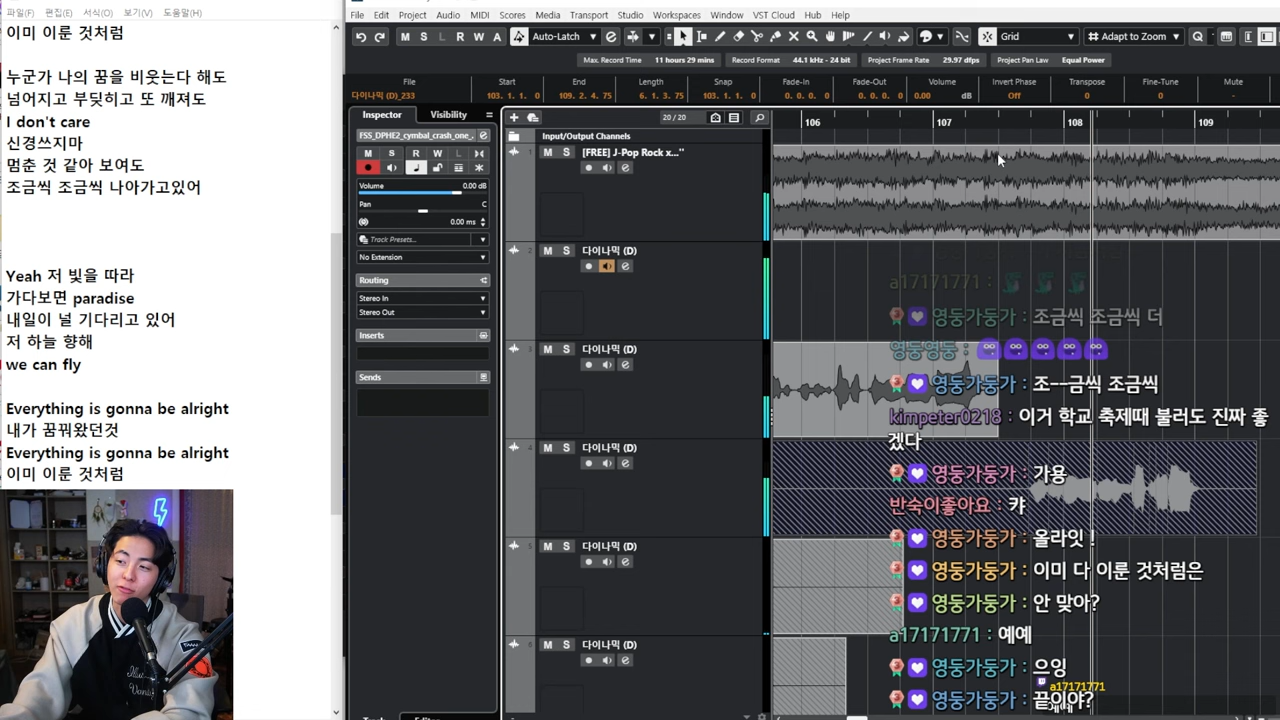 파일(F) 편집(E) 서식(O) 보기(V) 도움말(H)
이미 이룬 것처럼
누군가 나의 꿈을 비웃는다 해도
넘어지고 부딪히고 또 깨져도
I don't care
신경쓰지마
멈춘 것 같아 보여도
조금씩 조금씩 나아가고있어
Yeah 저 빛을 따라
가다보면 paradise
내일이 널 기다리고 있어
저 하늘 향해
we can fly
Everything is gonna be alright
내가 꿈꿔왔던것
Everything is gonna be alright
이미 이룬 것처럼
File Edit Project Audio MIDI Scores Media Transport Studio Workspaces Window VST Cloud Hub Help
M S L R W A Auto-Latch Grid Adapt to Zoom Q
Max. Record Time 11 hours 29 mins Record Format 44.1 kHz - 24 bit Project Frame Rate 29.97 dfps Project Pan Law Equal Power
File Start End Length Snap Fade-In Fade-Out Volume Invert Phase Transpose Fine-Tune Mute
다이나믹 (D)_233 103. 1. 1. 0 109. 2. 4. 75 6. 1. 3. 75 103. 1. 1. 0 0. 0. 0. 0 0. 0. 0. 0 0.00 dB Off 0 0 -
Inspector Visibility
FSS_DPHE2_cymbal_crash_one_.
M S R W L
Volume 0.00 dB
Pan C
0.00 ms
Track Presets...
No Extension
Routing
Stereo In
Stereo Out
Inserts
Sends
20 / 20
106 107 108 109
Input/Output Channels
1 M S [FREE] J-Pop Rock x..."
2 M S 다이나믹 (D)
3 M S 다이나믹 (D)
4 M S 다이나믹 (D)
5 M S 다이나믹 (D)
6 M S 다이나믹 (D)
a17171771 :
영둥가둥가 : 조금씩 조금씩 더
영둥영둥 :
영둥가둥가 : 조--금씩 조금씩
kimpeter0218 : 이거 학교 축제때 불러도 진짜 좋
겠다
영둥가둥가 : 가용
반숙이좋아요 : 캬
영둥가둥가 : 올라잇 !
영둥가둥가 : 이미 다 이룬 것처럼은
영둥가둥가 : 안 맞아?
a17171771 : 예예
영둥가둥가 : 으잉
a17171771
영둥가둥가 : 끝이야?